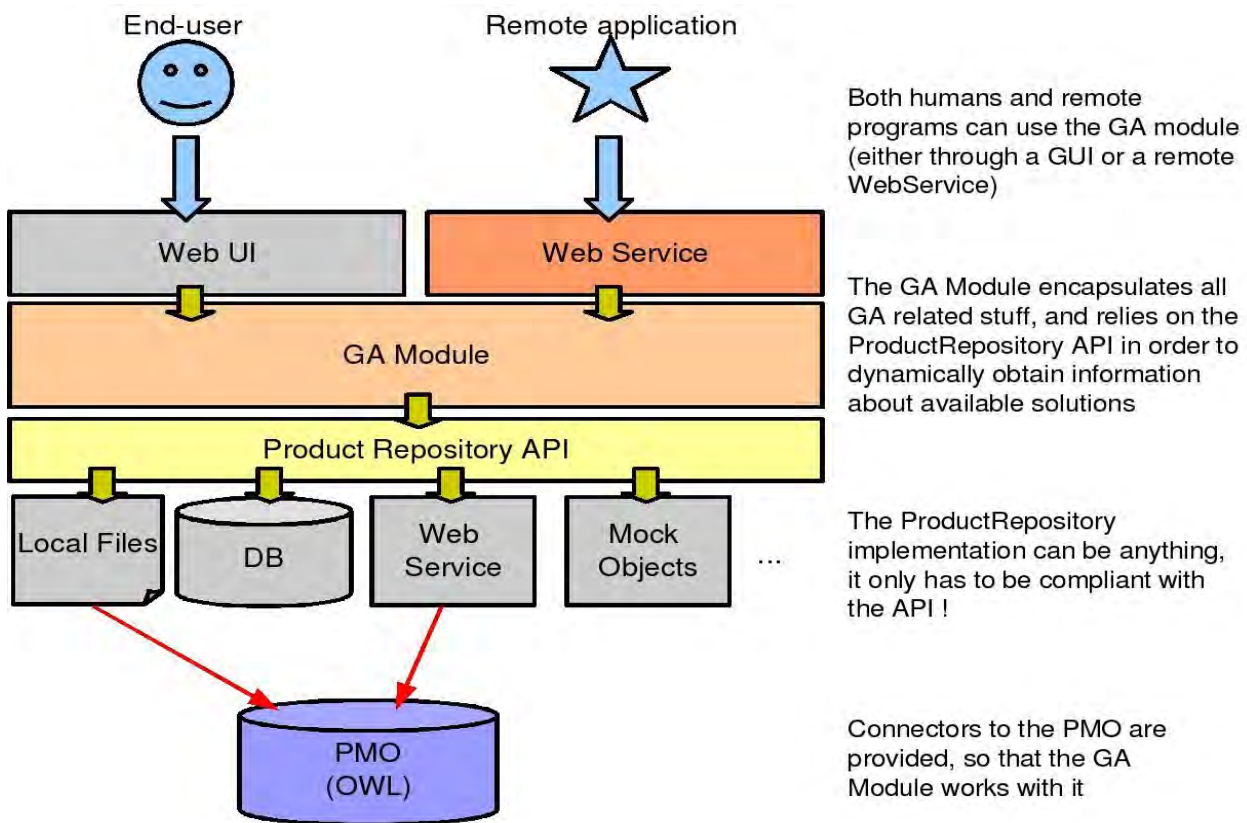 End-user
Remote application
Both humans and remote
programs can use the GA module
(either through a GUI or a remote
WebService)
Web UI
Web Service
The GA Module encapsulates all
GA related stuff, and relies on the
ProductRepository API in order to
dynamically obtain information
about available solutions
GA Module
Product Repository API
Local Files
DB
Web
Service
Mock
Objects
...
The ProductRepository
implementation can be anything,
it only has to be compliant with
the API !
PMO
(OWL)
Connectors to the PMO are
provided, so that the GA
Module works with it